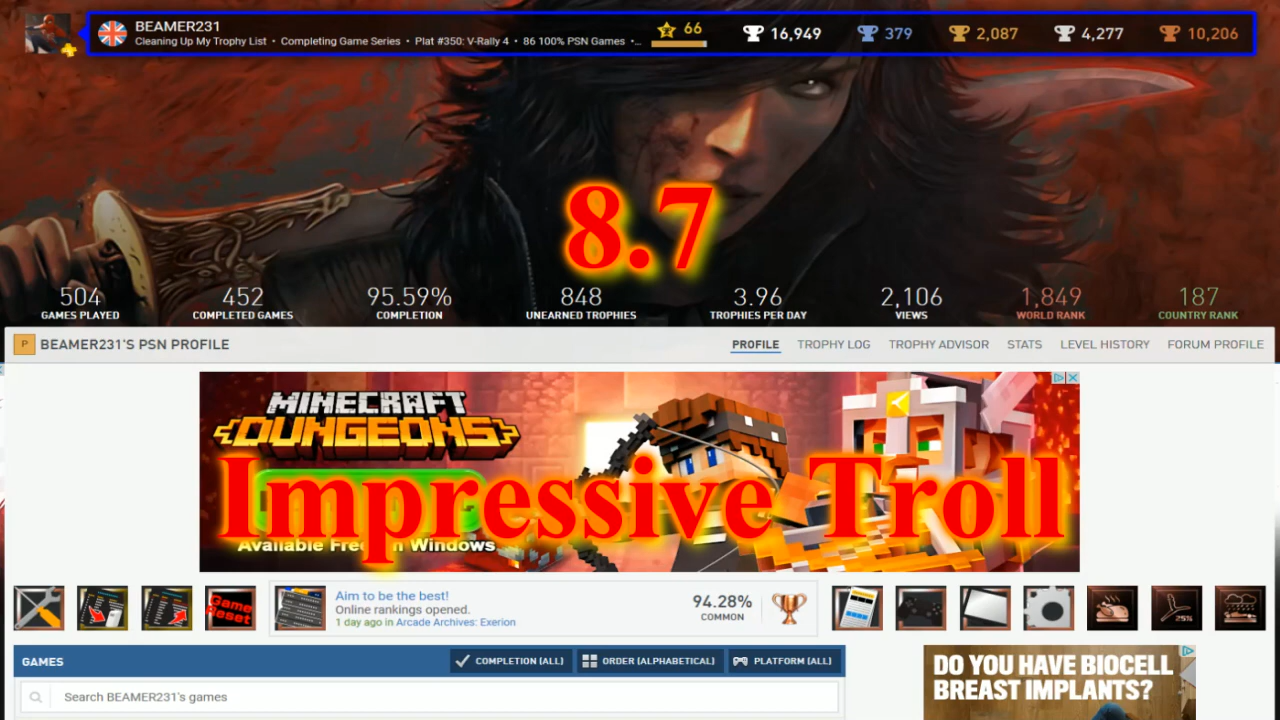 BEAMER231
Cleaning Up My Trophy List • Completing Game Series • Plat #350: V-Rally 4 • 86 100% PSN Games •...
66
16,949
379
2,087
4,277
10,206
8.7
504
GAMES PLAYED
452
COMPLETED GAMES
95.59%
COMPLETION
848
UNEARNED TROPHIES
3.96
TROPHIES PER DAY
2,106
VIEWS
1,849
WORLD RANK
187
COUNTRY RANK
P BEAMER231'S PSN PROFILE
PROFILE TROPHY LOG TROPHY ADVISOR STATS LEVEL HISTORY FORUM PROFILE
MINECRAFT
DUNGEONS
Impressive Troll
Windows
Game
Reset
Aim to be the best!
Online rankings opened.
1 day ago in Arcade Archives: Exerion
94.28%
COMMON
25%
GAMES
COMPLETION (ALL) ORDER (ALPHABETICAL) PLATFORM (ALL)
Search BEAMER231's games
DO YOU HAVE BIOCELL
BREAST IMPLANTS?